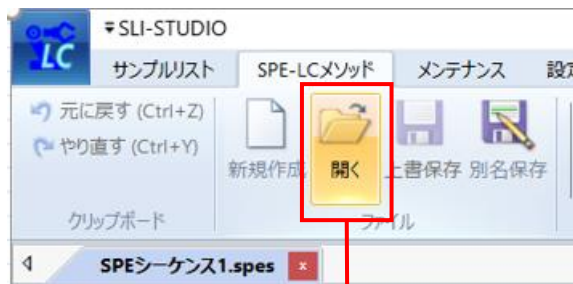 LC
SLI-STUDIO
サンプルリスト SPE-LCメソッド メンテナンス 設定
元に戻す (Ctrl+Z)
やり直す (Ctrl+Y)
新規作成 開く 上書保存 別名保存
クリップボード ファイル
SPEシーケンス1.spes x